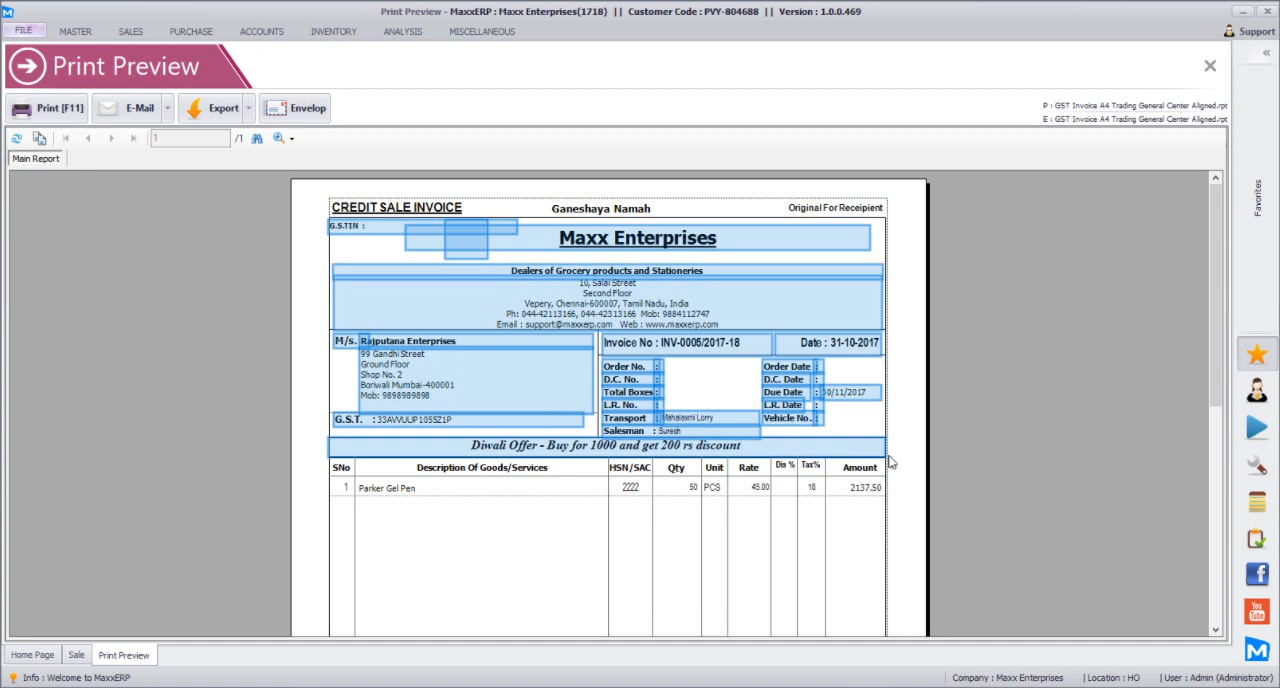 Print Preview - MaxxERP : Maxx Enterprises(1718) || Customer Code : PVY-804688 || Version : 1.0.0.469
FILE MASTER SALES PURCHASE ACCOUNTS INVENTORY ANALYSIS MISCELLANEOUS Support
Print Preview
Print [F11] E-Mail Export Envelop
P : GST Invoice A4 Trading General Center Aligned.rpt
E : GST Invoice A4 Trading General Center Aligned.rpt
1 /1
Main Report
Favorites
CREDIT SALE INVOICE Ganeshaya Namah Original For Receipient
G.S.TIN :
Maxx Enterprises
Dealers of Grocery products and Stationeries
10, Salai Street
Second Floor
Vepery, Chennai-600007, Tamil Nadu, India
Ph: 044-42113166, 044-42313166 Mob: 9884112747
Email : support@maxxerp.com Web : www.maxxerp.com
M/s. Rajputana Enterprises
99 Gandhi Street
Ground Floor
Shop No. 2
Boriwali Mumbai-400001
Mob: 9898989898
G.S.T. : 33AVVUUP1055Z1P
Invoice No : INV-0005/2017-18 Date : 31-10-2017
Order No. : Order Date :
D.C. No. : D.C. Date :
Total Boxes : Due Date : 30/11/2017
L.R. No. : L.R. Date :
Transport : Mahalaxmi Lorry Vehicle No. :
Salesman : Suresh
Diwali Offer - Buy for 1000 and get 200 rs discount
SNo Description Of Goods/Services HSN/SAC Qty Unit Rate Dis % Tax% Amount
1 Parker Gel Pen 2222 50 PCS 45.00 18 2137.50
You Tube
Home Page Sale Print Preview
Info : Welcome to MaxxERP Company : Maxx Enterprises | Location : HO | User : Admin (Administrator)